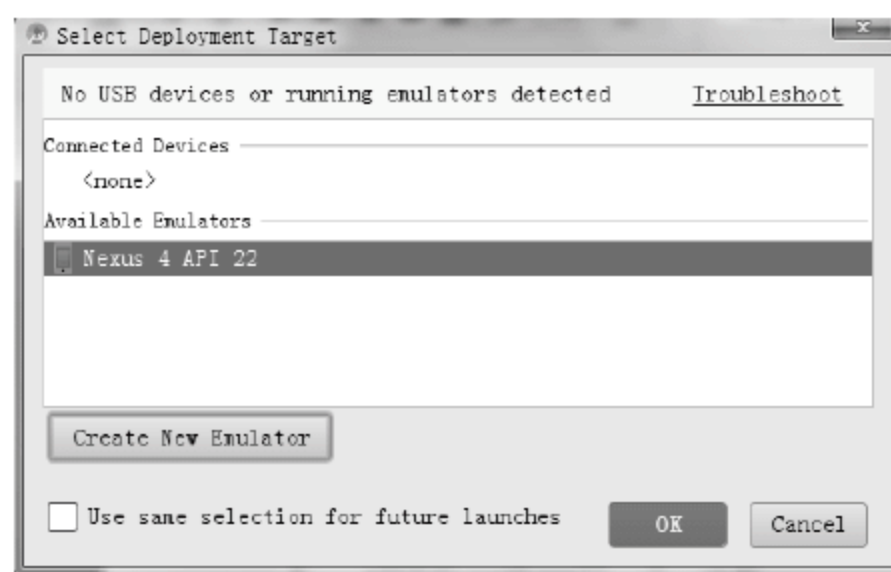 Select Deployment Target
No USB devices or running emulators detected Troubleshoot
Connected Devices
<none>
Available Emulators
Nexus 4 API 22
Create New Emulator
Use same selection for future launches
OK Cancel